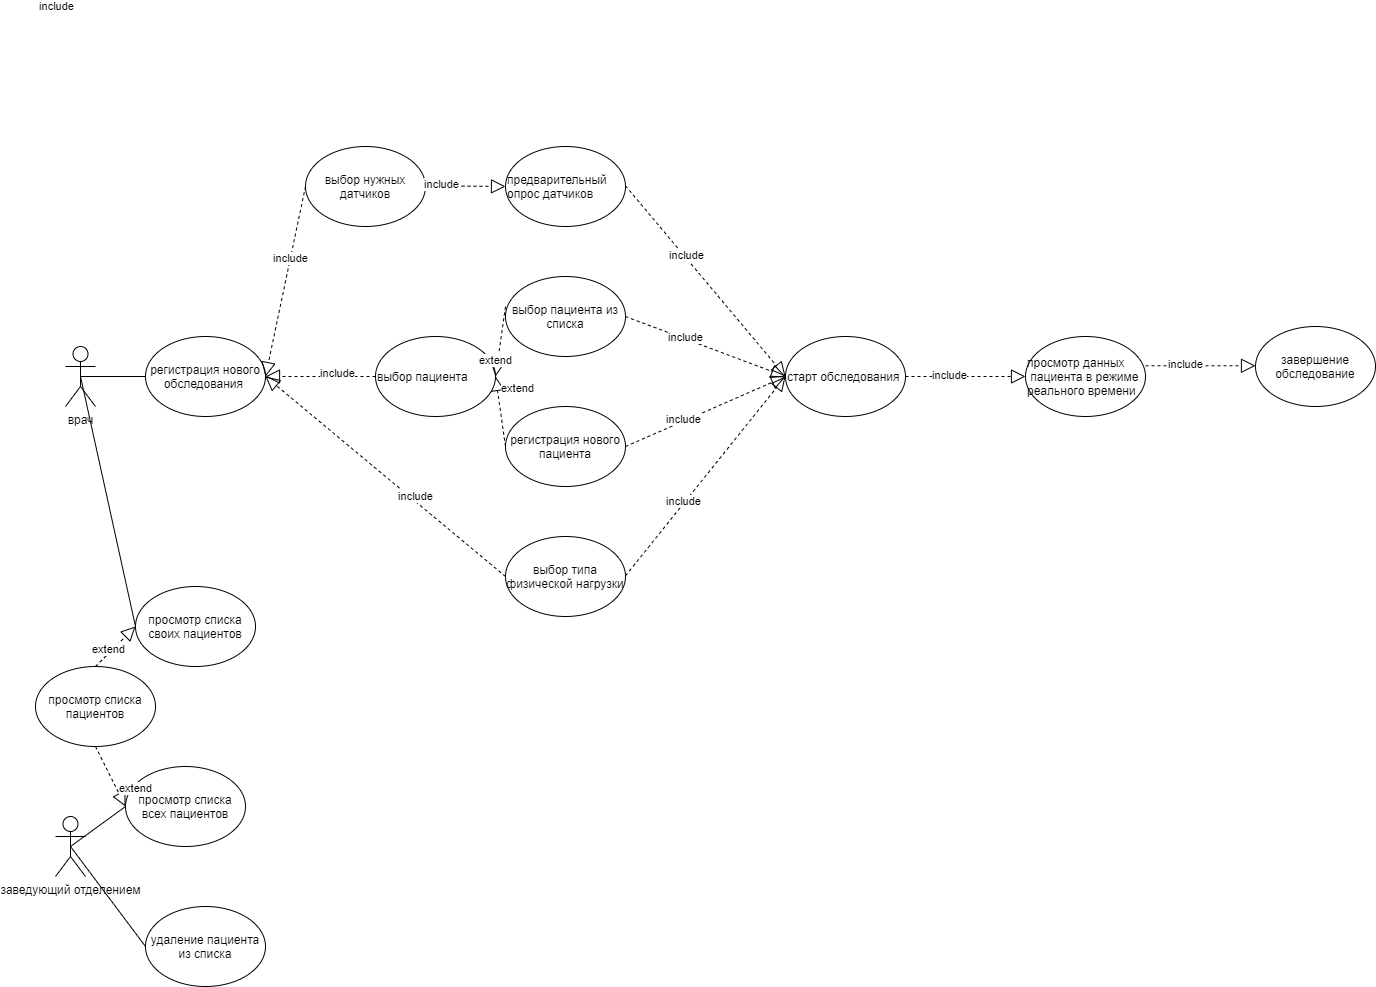 include
выбор нужных
датчиков
include
предварительный
опрос датчиков
include
include
выбор пациента из
списка
include
extend
регистрация нового
обследования
include
выбор пациента
extend
старт обследования
include
просмотр данных
пациента в режиме
реального времени
include
завершение
обследование
врач
регистрация нового
пациента
include
include
include
выбор типа
физической нагрузки
просмотр списка
своих пациентов
extend
просмотр списка
пациентов
extend
просмотр списка
всех пациентов
заведующий отделением
удаление пациента
из списка